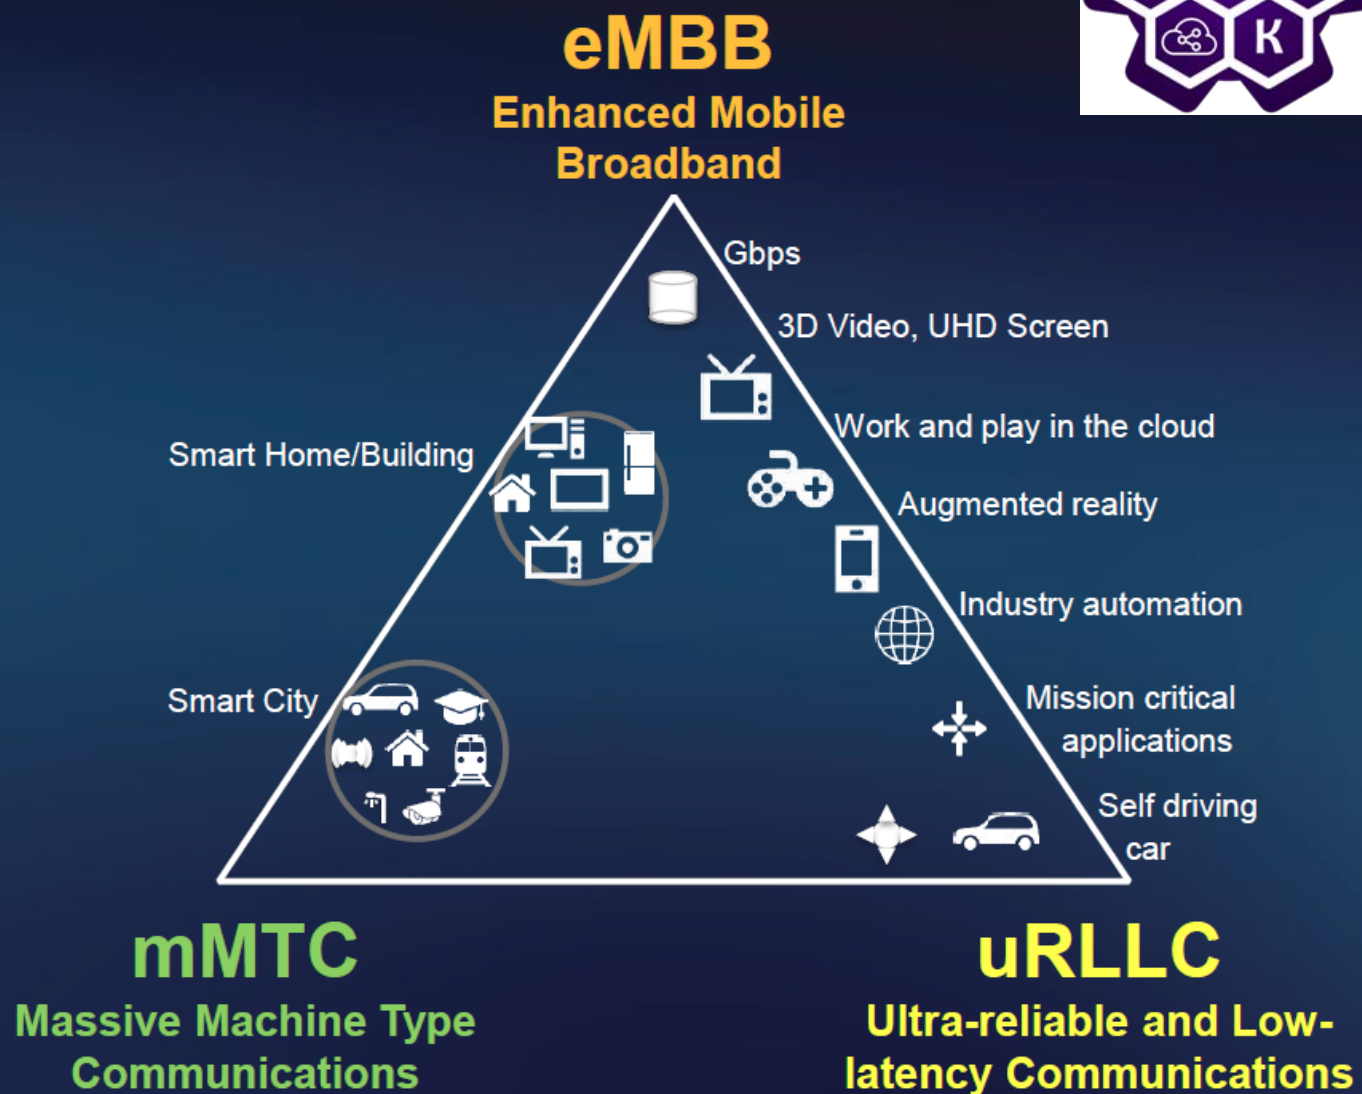 eMBB
Enhanced Mobile
Broadband
K
Gbps
3D Video, UHD Screen
Work and play in the cloud
Smart Home/Building
Augmented reality
Industry automation
Smart City
Mission critical
applications
Self driving
car
mMTC
Massive Machine Type
Communications
uRLLC
Ultra-reliable and Low-
latency Communications